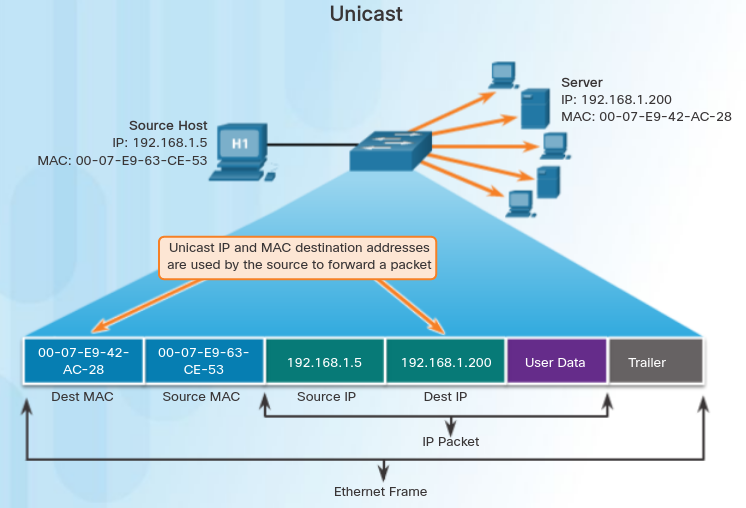 Unicast
Server
IP: 192.168.1.200
MAC: 00-07-E9-42-AC-28
Source Host
IP: 192.168.1.5
MAC: 00-07-E9-63-CE-53
H1
Unicast IP and MAC destination addresses
are used by the source to forward a packet
00-07-E9-42-
AC-28
00-07-E9-63-
CE-53
192.168.1.5
192.168.1.200
User Data
Trailer
Dest MAC
Source MAC
Source IP
Dest IP
IP Packet
Ethernet Frame